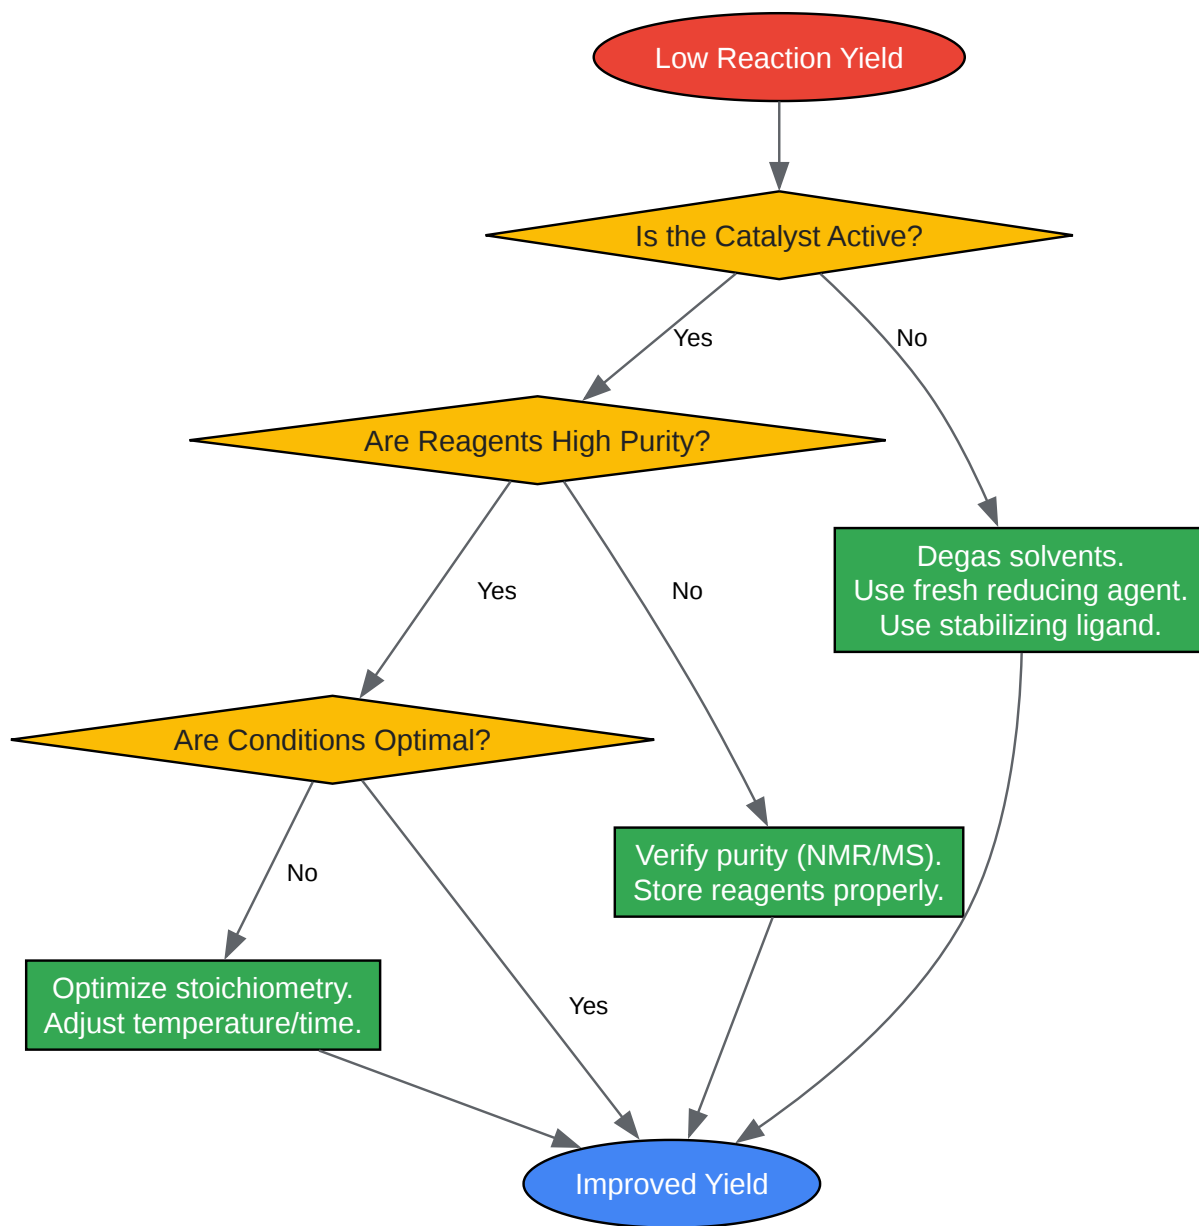 Low Reaction Yield
Is the Catalyst Active?
Yes
No
Are Reagents High Purity?
Degas solvents.
Use fresh reducing agent.
Use stabilizing ligand.
Yes
No
Are Conditions Optimal?
Verify purity (NMR/MS).
Store reagents properly.
No
Optimize stoichiometry.
Adjust temperature/time.
Yes
Improved Yield